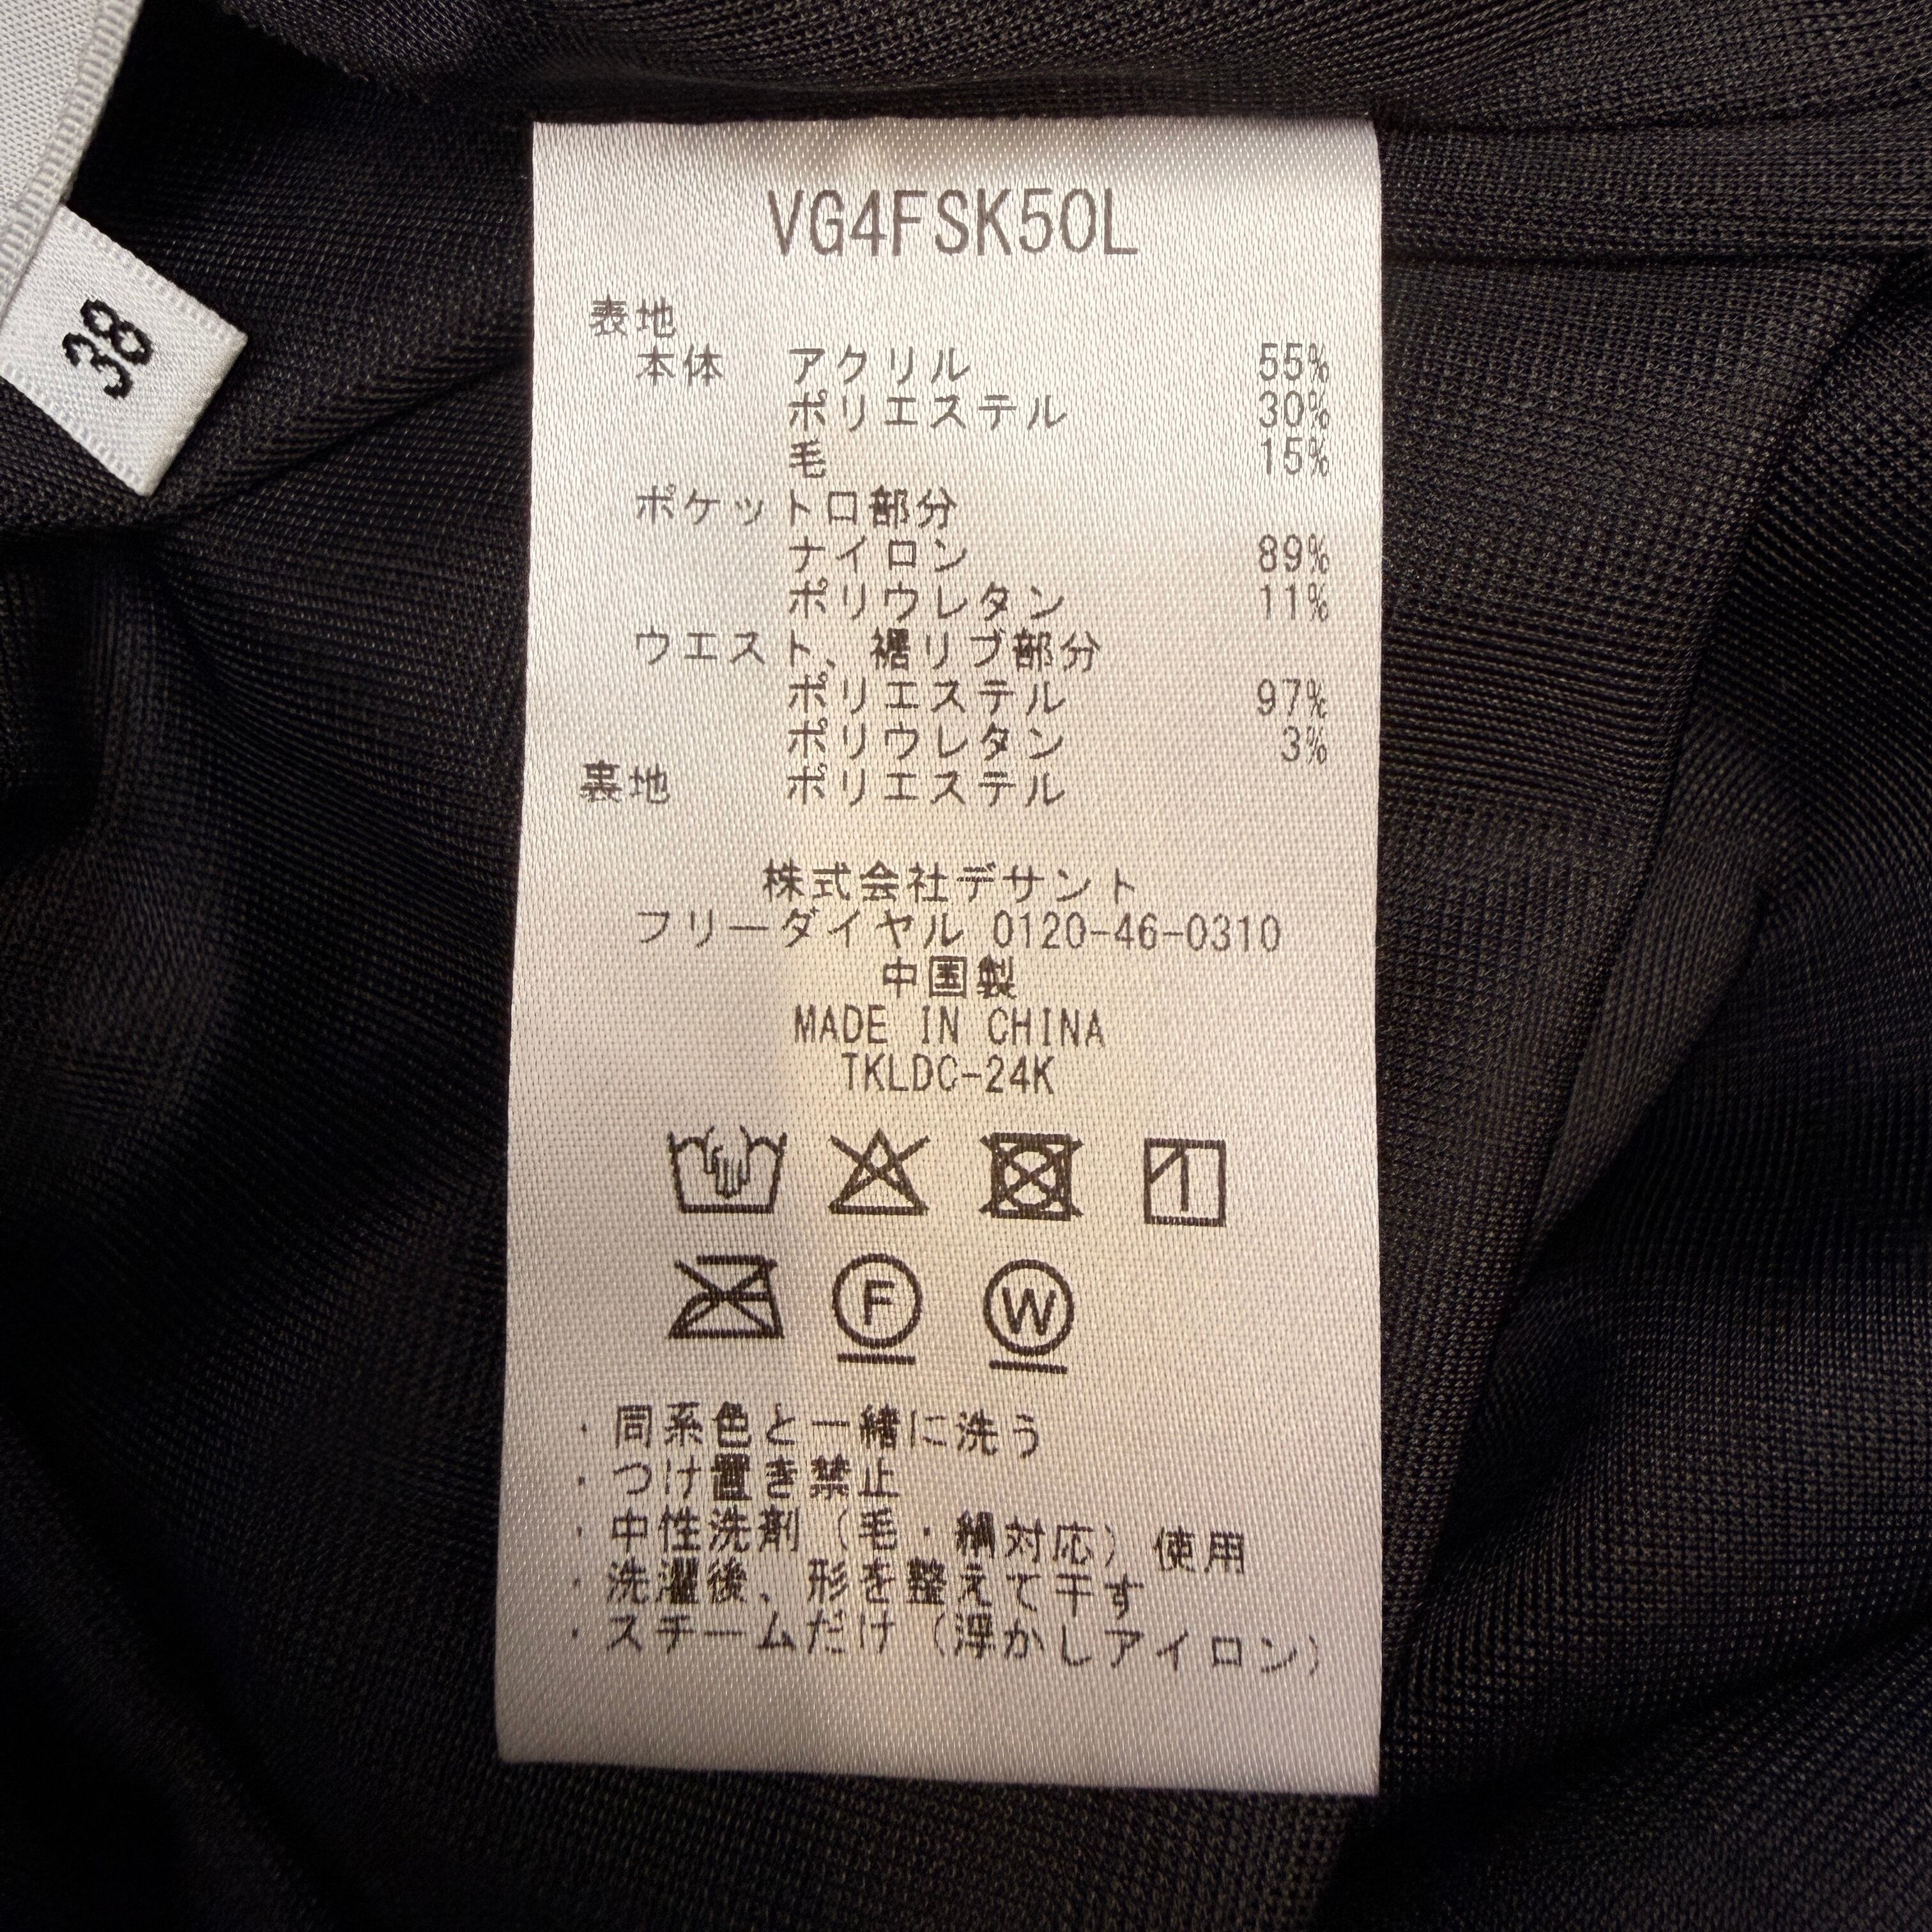 38
VG4FSK50L
表地
本体 アクリル 55%
ポリエステル 30%
毛 15%
ポケット口部分
ナイロン 89%
ポリウレタン 11%
ウエスト、裾リブ部分
ポリエステル 97%
ポリウレタン 3%
裏地 ポリエステル
株式会社デサント
フリーダイヤル 0120-46-0310
中国製
MADE IN CHINA
TKLDC-24K
F W
・同系色と一緒に洗う
・つけ置き禁止
・中性洗剤（毛・絹対応）使用
・洗濯後、形を整えて干す
・スチームだけ（浮かしアイロン）